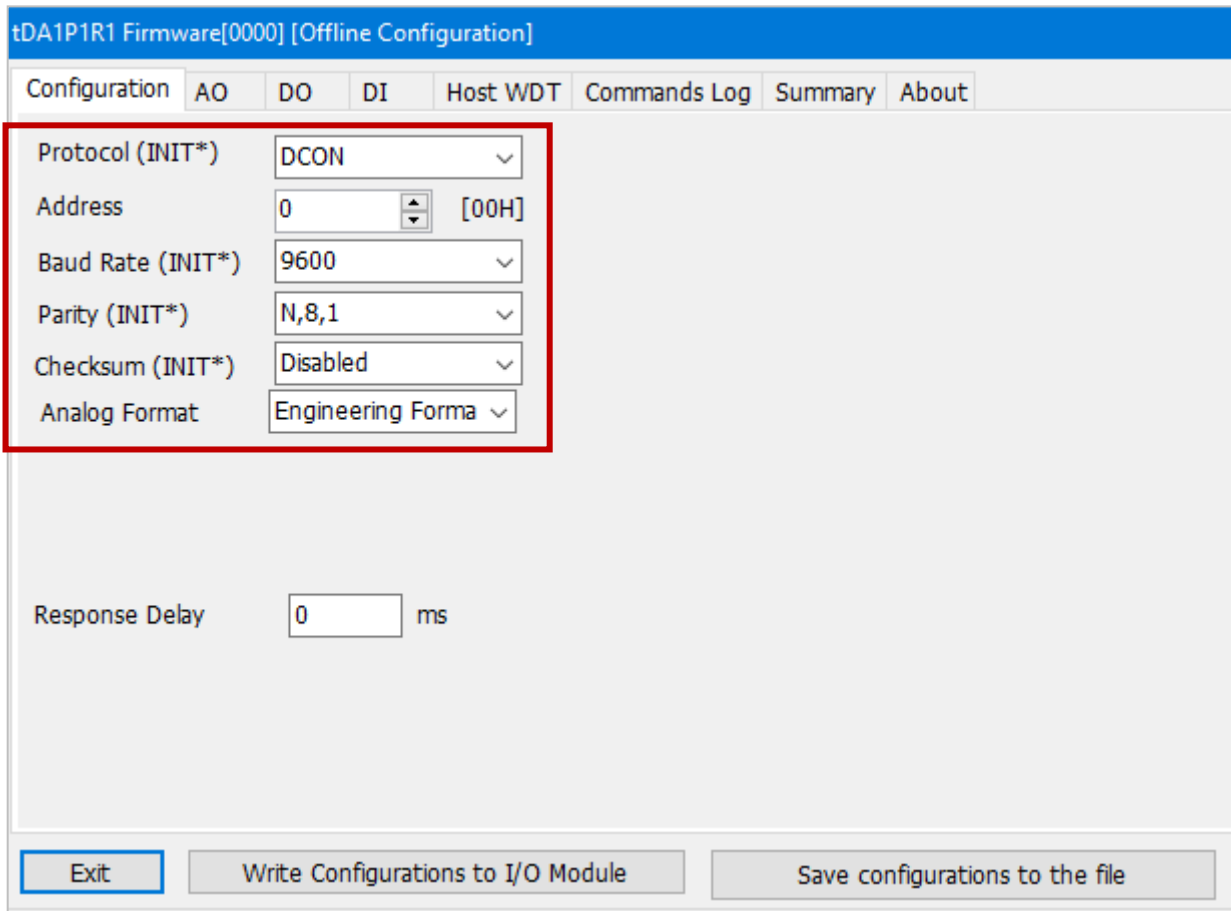 tDA1P1R1 Firmware[0000] [Offline Configuration]
Configuration AO DO DI Host WDT Commands Log Summary About
Protocol (INIT*) DCON
Address 0 [00H]
Baud Rate (INIT*) 9600
Parity (INIT*) N,8,1
Checksum (INIT*) Disabled
Analog Format Engineering Forma
Response Delay 0 ms
Exit Write Configurations to I/O Module Save configurations to the file